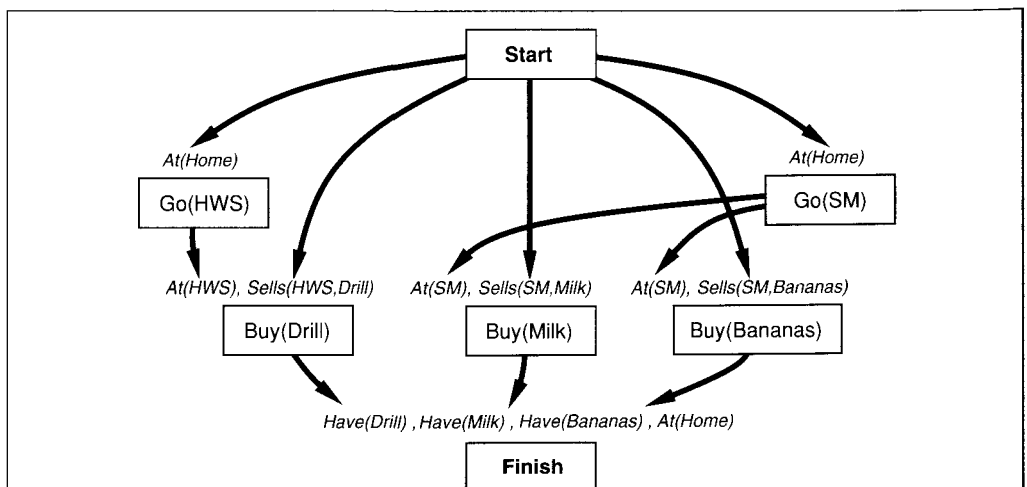 Start
At(Home) At(Home)
Go(HWS) Go(SM)
At(HWS), Sells(HWS,Drill) At(SM), Sells(SM,Milk) At(SM), Sells(SM,Bananas)
Buy(Drill) Buy(Milk) Buy(Bananas)
Have(Drill) , Have(Milk) , Have(Bananas) , At(Home)
Finish